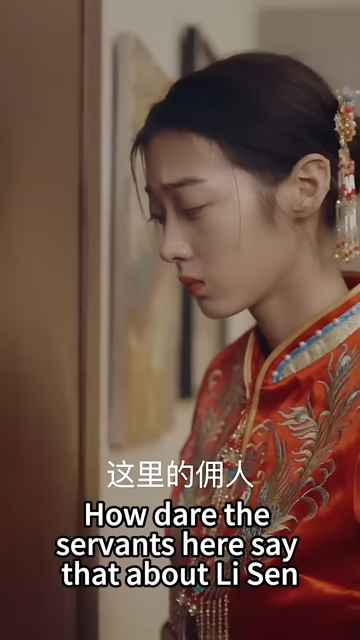 这里的佣人
How dare the
servants here say
that about Li Sen